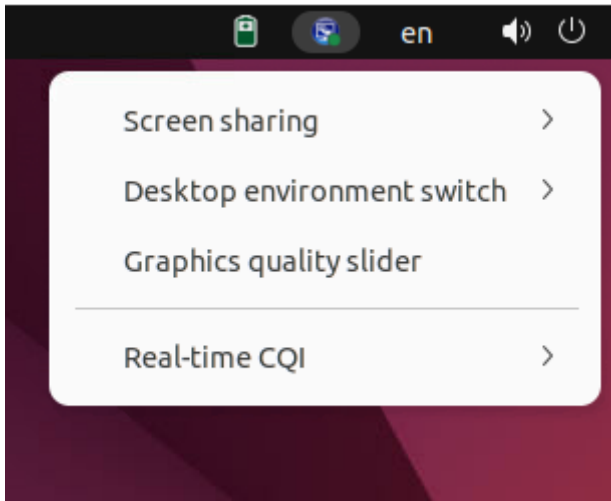 en
Screen sharing
Desktop environment switch
Graphics quality slider
Real-time CQI